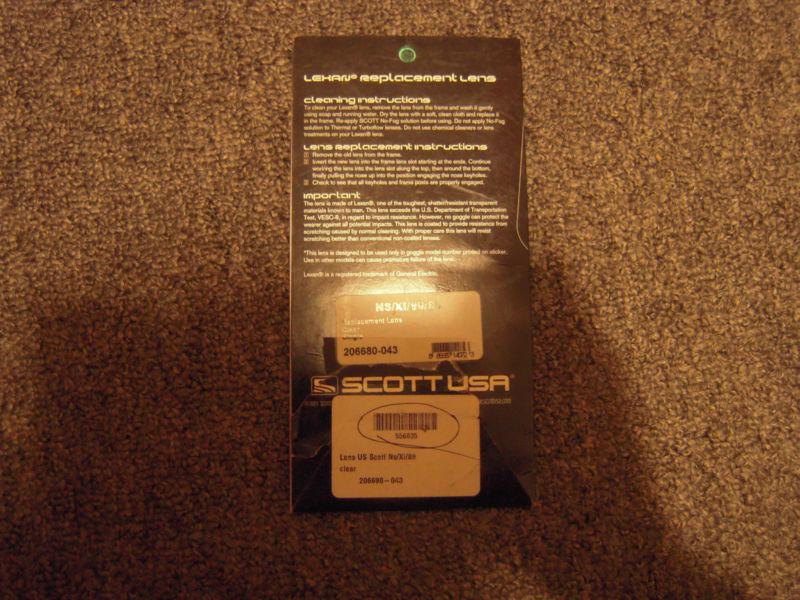 Lexan® Replacement Lens
cleaning instructions
To clean your Lexan® lens, remove the lens from the frame and wash it gently
using soap and running water. Dry the lens with a soft, clean cloth and replace it
in the frame. Re-apply SCOTT No-Fog solution before using. Do not apply No-Fog
solution to Thermal or Turboflow lenses. Do not use chemical cleaners or lens
treatments on your Lexan® lens.
Lens Replacement instructions
1 Remove the old lens from the frame.
2 Invert the new lens into the frame lens slot starting at the ends. Continue
working the lens into the lens slot along the top, then around the bottom,
finally pulling the nose up into the position engaging the nose keyholes.
3 Check to see that all keyholes and frame posts are properly engaged.
important
The lens is made of Lexan®, one of the toughest, shatter/resistant transparent
materials known to man. This lens exceeds the U.S. Department of Transportation
Test, VESC-8, in regard to impact resistance. However, no goggle can protect the
wearer against all potential impacts. This lens is coated to provide resistance from
scratching caused by normal cleaning. With proper care this lens will resist
scratching better than conventional non-coated lenses.
*This lens is designed to be used only in goggle model number printed on sticker.
Use in other models can cause premature failure of the lens.
Lexan® is a registered trademark of General Electric.
NS/XI/
Replacement Lens
Clear
Single
206680-043
SCOTT USA®
Lens US Scott Ns/Xi/89
clear
206680-043